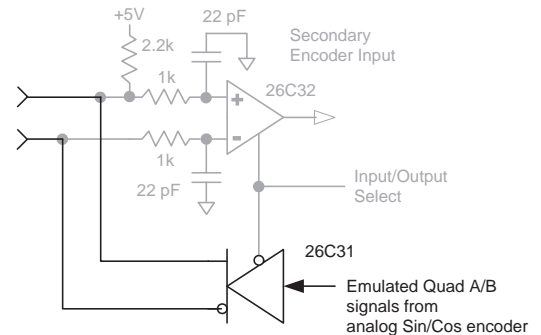 +5V
22 pF
2.2k
Secondary
Encoder Input
1k
26C32
+
-
1k
22 pF
Input/Output
Select
26C31
Emulated Quad A/B
signals from
analog Sin/Cos encoder